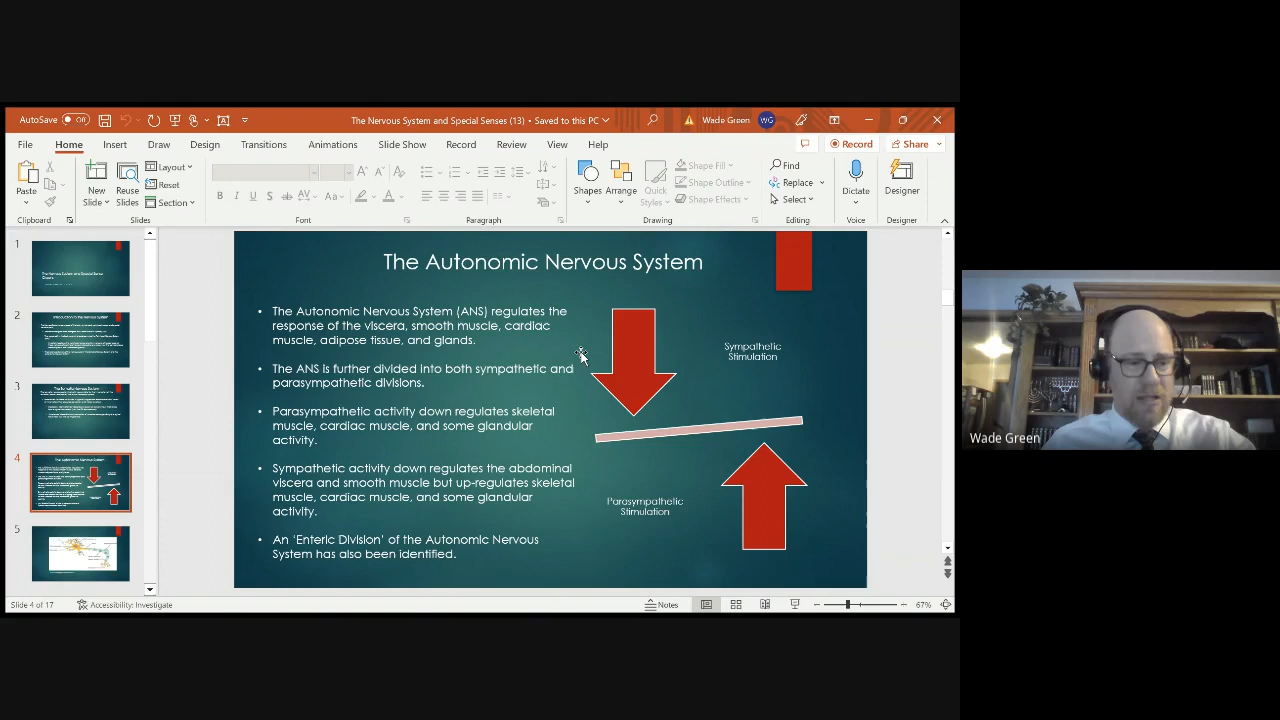 AutoSave Off
The Nervous System and Special Senses (13) • Saved to this PC
Wade Green WG
File Home Insert Draw Design Transitions Animations Slide Show Record Review View Help
Record Share
Paste
New
Slide
Reuse
Slides
Layout
Reset
Section
Shapes
Arrange
Quick
Styles
Shape Fill
Shape Outline
Shape Effects
Find
Replace
Select
Dictate
Designer
Clipboard Slides Font Paragraph Drawing Editing Voice Designer
1
2
3
4
5
The Autonomic Nervous System
• The Autonomic Nervous System (ANS) regulates the
response of the viscera, smooth muscle, cardiac
muscle, adipose tissue, and glands.
• The ANS is further divided into both sympathetic and
parasympathetic divisions.
• Parasympathetic activity down regulates skeletal
muscle, cardiac muscle, and some glandular
activity.
• Sympathetic activity down regulates the abdominal
viscera and smooth muscle but up-regulates skeletal
muscle, cardiac muscle, and some glandular
activity.
• An 'Enteric Division' of the Autonomic Nervous
System has also been identified.
Sympathetic
Stimulation
Parasympathetic
Stimulation
Wade Green
Slide 4 of 17
Accessibility: Investigate
Notes
67%